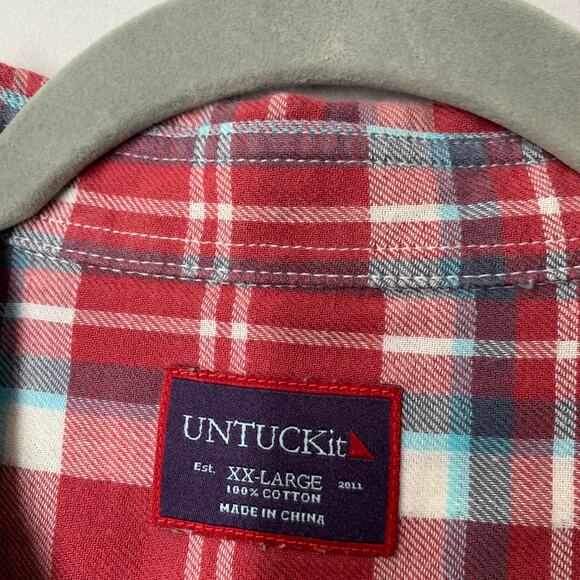 UNTUCKit
Est. XX-LARGE 2011
100% COTTON
MADE IN CHINA